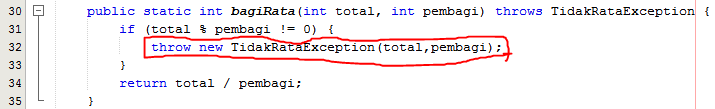 30 public static int bagiRata(int total, int pembagi) throws TidakRataException {
31 if (total % pembagi != 0) {
32 throw new TidakRataException(total,pembagi);
33 }
34 return total / pembagi;
35 }